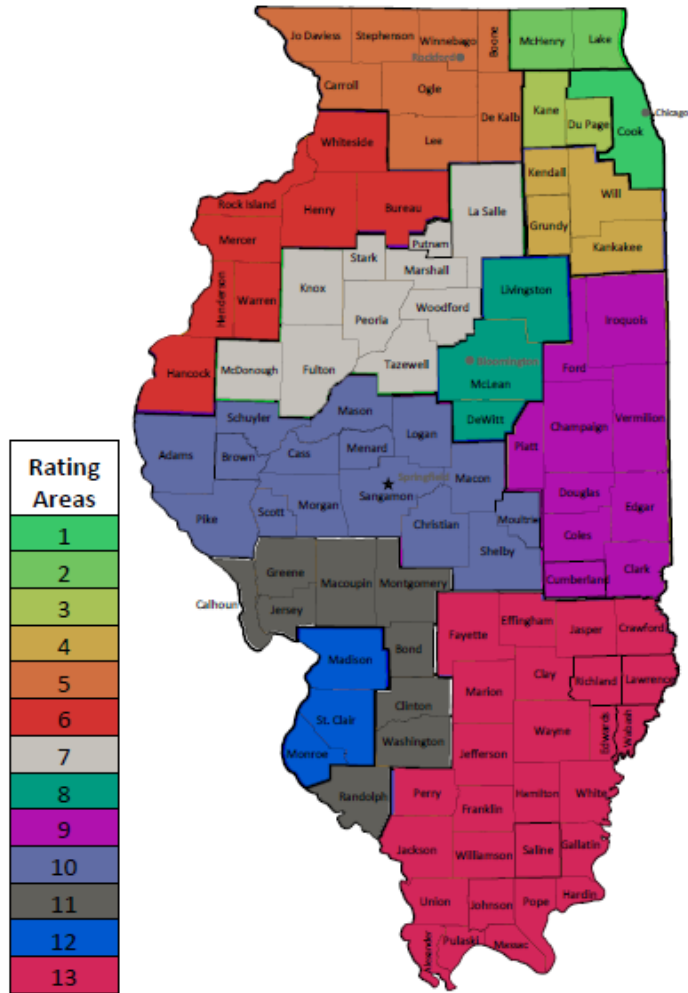 Jo Daviess
Stephenson
Winnebago
Boone
McHenry
Lake
Rockford
Carroll
Ogle
De Kalb
Kane
Du Page
Cook
Chicago
Whiteside
Lee
Kendall
Will
Rock Island
Henry
Bureau
La Salle
Grundy
Mercer
Putnam
Kankakee
Stark
Marshall
Henderson
Warren
Knox
Livingston
Woodford
Peoria
Iroquois
Bloomington
Ford
Hancock
McDonough
Fulton
Tazewell
McLean
Mason
Schuyler
Logan
DeWitt
Champaign
Vermilion
Adams
Brown
Cass
Menard
Platt
Springfield
Macon
Sangamon
Rating
Areas
1
2
3
4
5
6
7
8
9
10
11
12
13
Pike
Scott
Morgan
Christian
Moultrie
Douglas
Edgar
Coles
Shelby
Cumberland
Clark
Greene
Macoupin
Montgomery
Calhoun
Jersey
Fayette
Effingham
Jasper
Crawford
Madison
Bond
Clay
Richland
Lawrence
Marion
Clinton
St. Clair
Wayne
Edwards
Wabash
Washington
Monroe
Jefferson
Randolph
Perry
Hamilton
White
Franklin
Jackson
Williamson
Saline
Gallatin
Union
Johnson
Pope
Hardin
Alexander
Pulaski
Massac